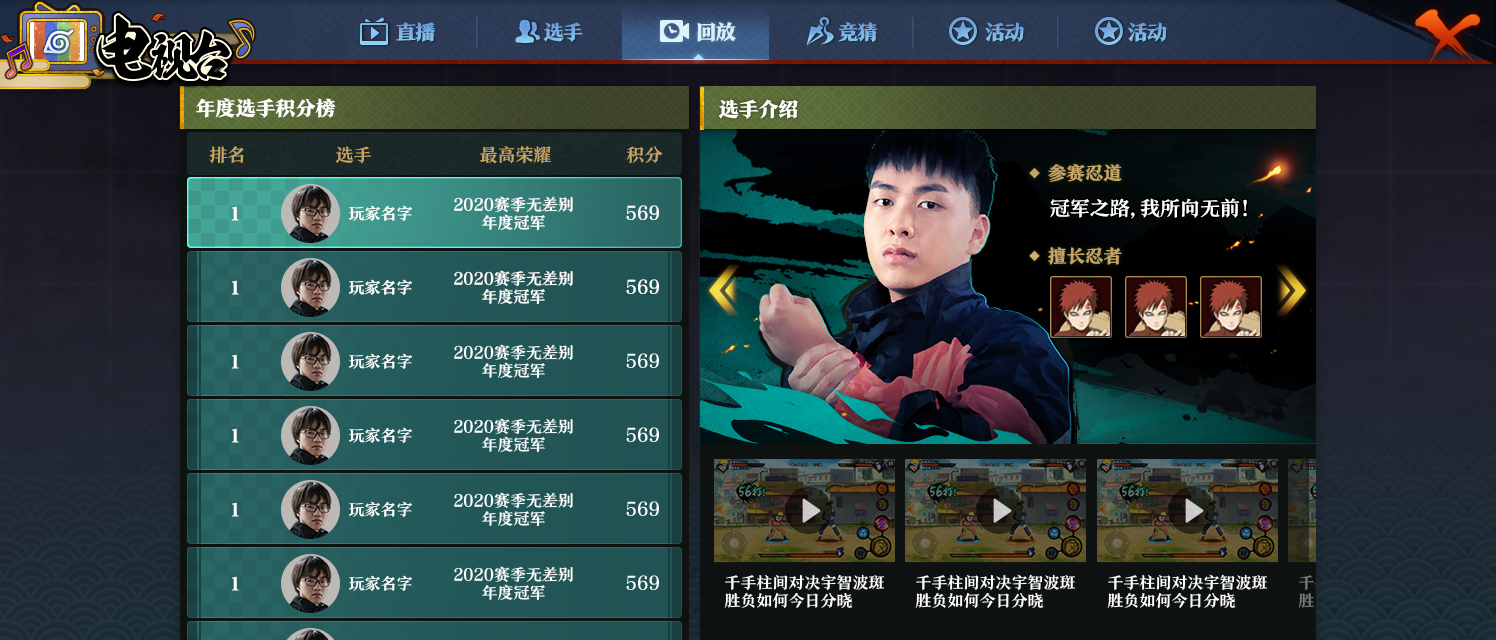 电视台
直播
选手
回放
竞猜
活动
活动
年度选手积分榜
排名 选手 最高荣耀 积分
1 玩家名字 2020赛季无差别 569
年度冠军
1 玩家名字 2020赛季无差别 569
年度冠军
1 玩家名字 2020赛季无差别 569
年度冠军
1 玩家名字 2020赛季无差别 569
年度冠军
1 玩家名字 2020赛季无差别 569
年度冠军
1 玩家名字 2020赛季无差别 569
年度冠军
选手介绍
参赛忍道
冠军之路, 我所向无前!
擅长忍者
56打!
56打!
56打!
千手柱间对决宇智波斑
胜负如何今日分晓
千手柱间对决宇智波斑
胜负如何今日分晓
千手柱间对决宇智波斑
胜负如何今日分晓
千
胜